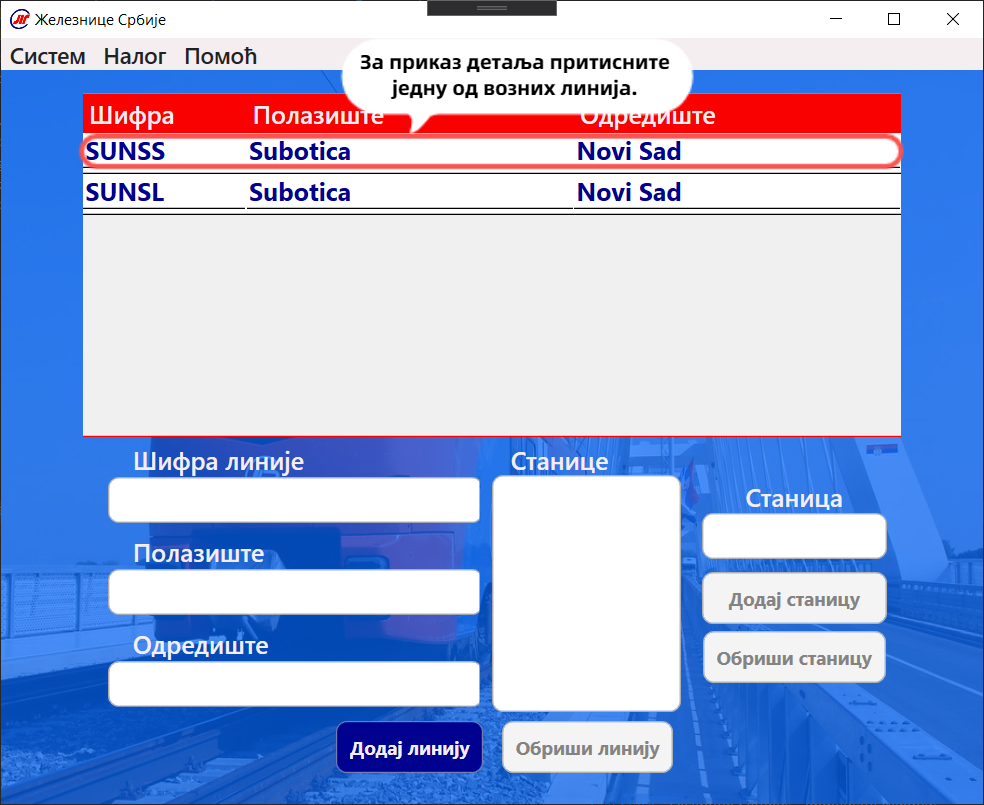 Железнице Србије
Систем Налог Помоћ
За приказ детаља притисните
једну од возних линија.
Шифра Полазиште Одредиште
SUNSS Subotica Novi Sad
SUNSL Subotica Novi Sad
Шифра линије
Станице
Станица
Полазиште
Додај станицу
Одредиште
Обриши станицу
Додај линију
Обриши линију